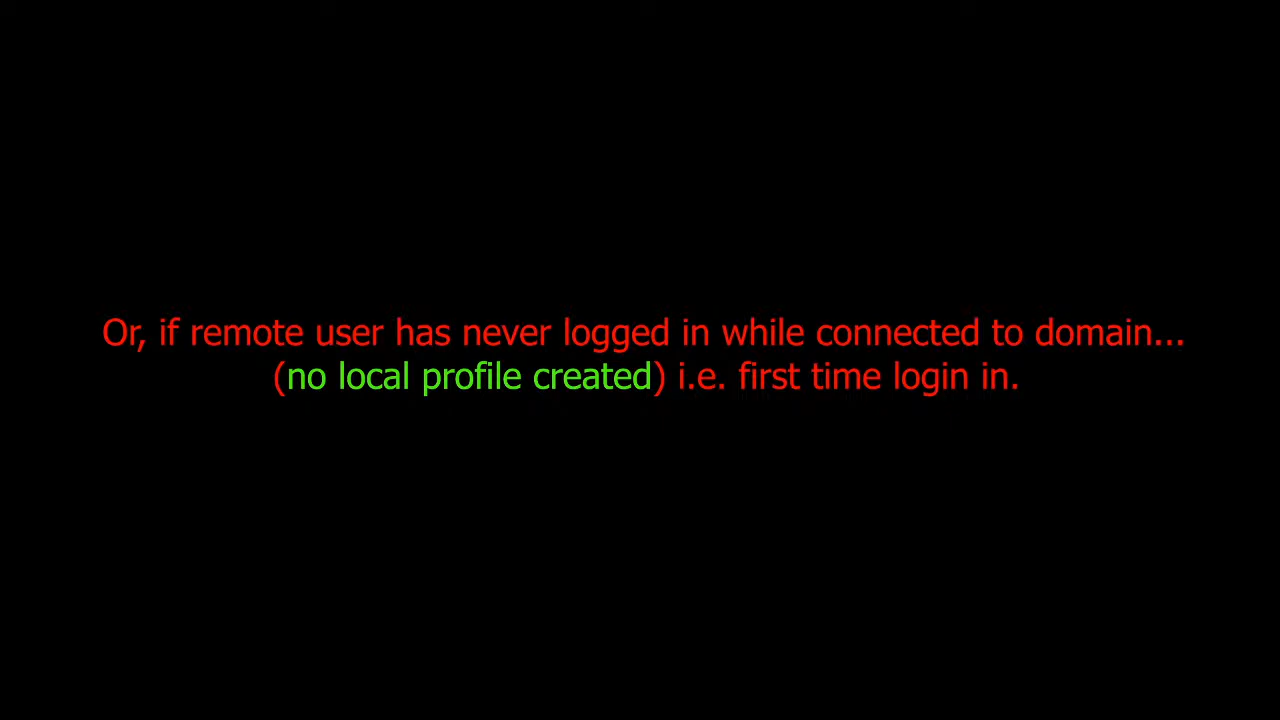 Or, if remote user has never logged in while connected to domain...
(no local profile created) i.e. first time login in.